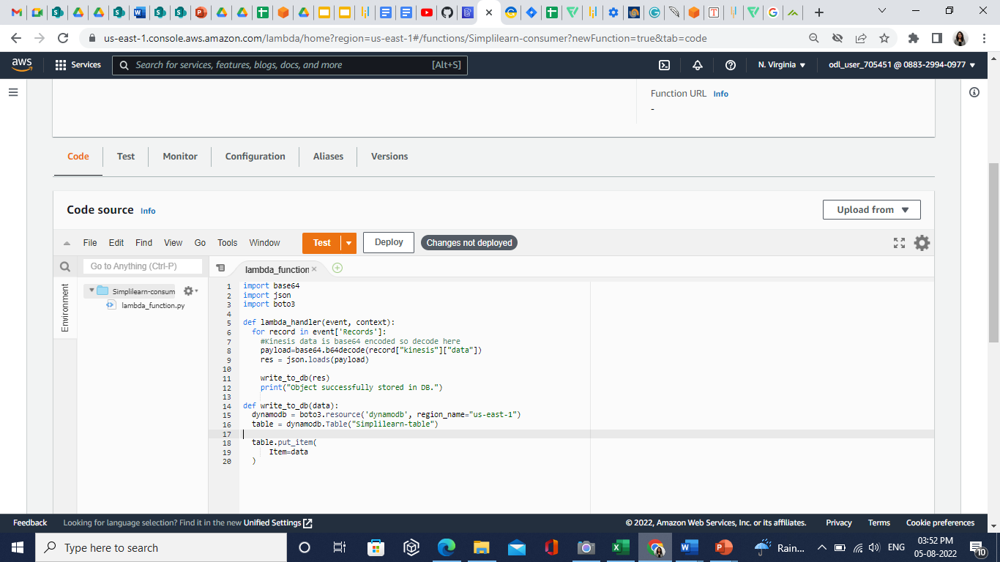 us-east-1.console.aws.amazon.com/lambda/home?region=us-east-1#/functions/Simplilearn-consumer?newFunction=true&tab=code
aws Services Search for services, features, blogs, docs, and more [Alt+S] N. Virginia odl_user_705451 @ 0883-2994-0977
Function URL Info
-
Code Test Monitor Configuration Aliases Versions
Code source Info Upload from
File Edit Find View Go Tools Window Test Deploy Changes not deployed
Go to Anything (Ctrl-P) lambda_function
Environment
Simplilearn-consum
lambda_function.py
1 import base64
2 import json
3 import boto3
4
5 def lambda_handler(event, context):
6 for record in event['Records']:
7 #Kinesis data is base64 encoded so decode here
8 payload=base64.b64decode(record["kinesis"]["data"])
9 res = json.loads(payload)
10
11 write_to_db(res)
12 print("Object successfully stored in DB.")
13
14 def write_to_db(data):
15 dynamodb = boto3.resource('dynamodb', region_name="us-east-1")
16 table = dynamodb.Table("Simplilearn-table")
17
18 table.put_item(
19 Item=data
20 )
Feedback Looking for language selection? Find it in the new Unified Settings © 2022, Amazon Web Services, Inc. or its affiliates. Privacy Terms Cookie preferences
Type here to search Rain... ENG 03:52 PM
05-08-2022
10